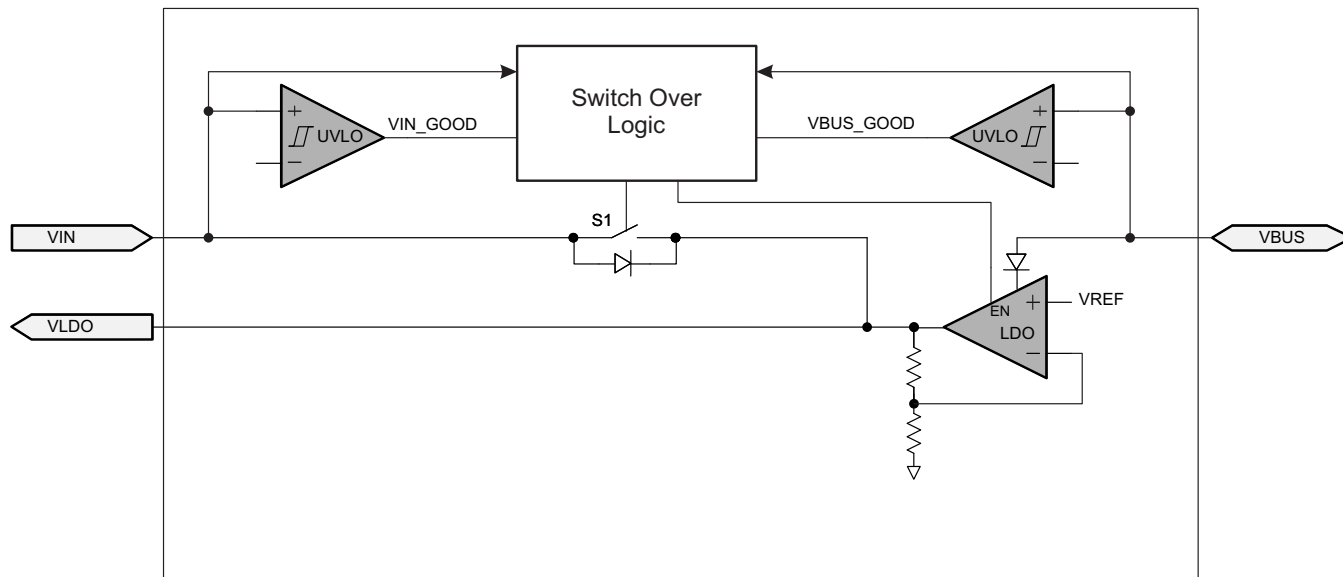 Switch Over
Logic
+
UVLO
−
VIN_GOOD
VBUS_GOOD
+
UVLO
−
S1
VIN
VBUS
VLDO
EN
+
VREF
LDO
−